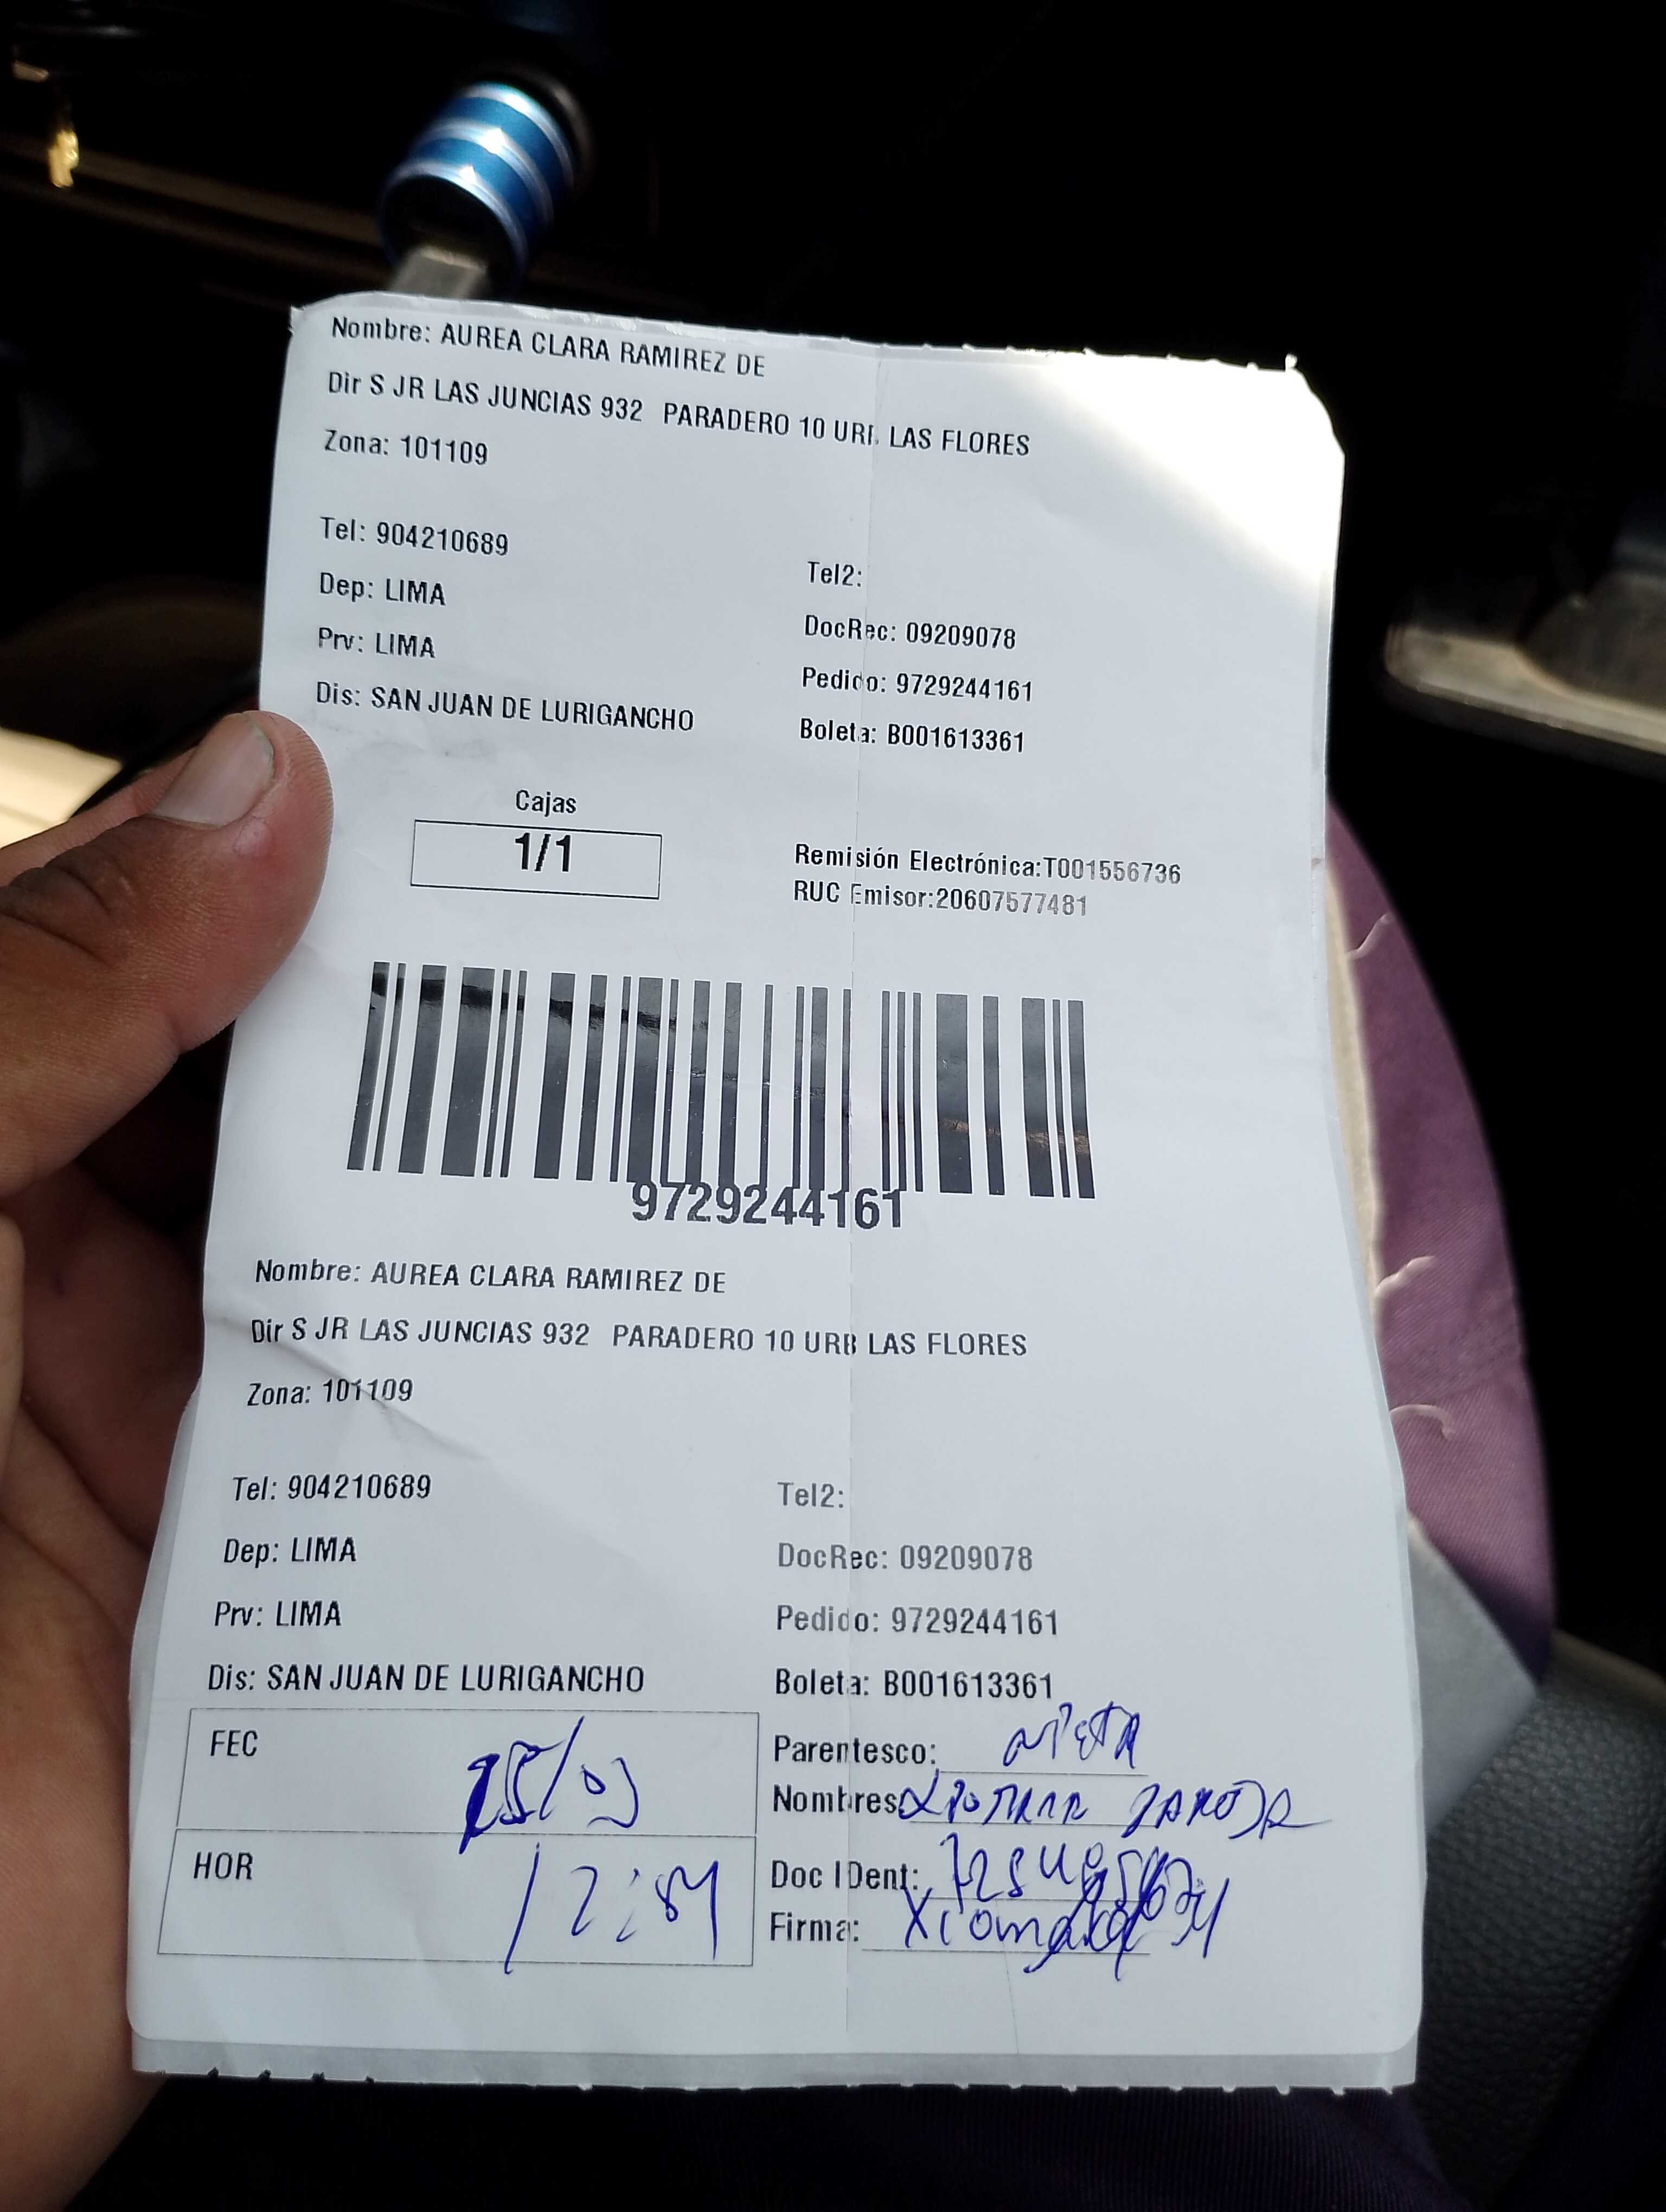 Nombre: AUREA CLARA RAMIREZ DE
Dir S JR LAS JUNCIAS 932 PARADERO 10 URB LAS FLORES
Zona: 101109
Tel: 904210689
Tel2:
Dep: LIMA
DocRec: 09209078
Prv: LIMA
Pedido: 9729244161
Dis: SAN JUAN DE LURIGANCHO
Boleta: B001613361
Cajas
1/1
Remisión Electrónica:T001556736
RUC Emisor:20607577481
9729244161
Nombre: AUREA CLARA RAMIREZ DE
Dir S JR LAS JUNCIAS 932 PARADERO 10 URB LAS FLORES
Zona: 101109
Tel: 904210689
Tel2:
Dep: LIMA
DocRec: 09209078
Prv: LIMA
Pedido: 9729244161
Dis: SAN JUAN DE LURIGANCHO
Boleta: B001613361
FEC
Parentesco: nieta
Nombres
HOR
Doc IDent:
Firma: Xiomara